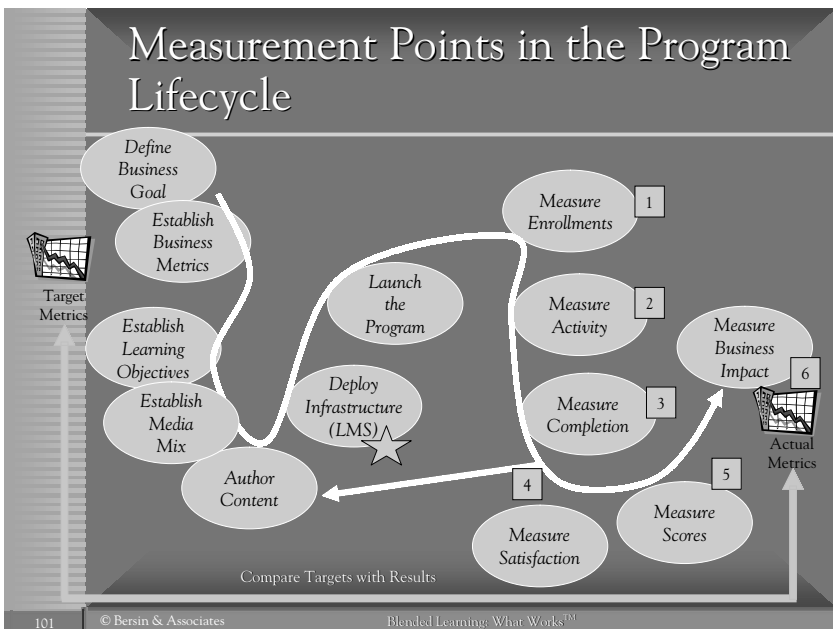 Measurement Points in the Program
Lifecycle
Define
Business
Goal
Establish
Business
Metrics
Target
Metrics
Establish
Learning
Objectives
Establish
Media
Mix
Author
Content
Deploy
Infrastructure
(LMS)
Launch
the
Program
Measure
Enrollments
1
Measure
Activity
2
Measure
Completion
3
4
Measure
Satisfaction
5
Measure
Scores
Measure
Business
Impact
6
Actual
Metrics
Compare Targets with Results
101
© Bersin & Associates
Blended Learning: What Works™